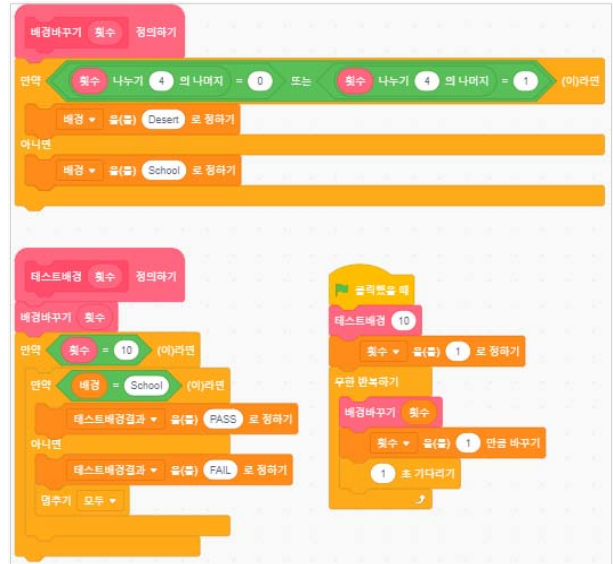 배경바꾸기 횟수 정의하기
만약 횟수 나누기 4 의 나머지 = 0 또는 횟수 나누기 4 의 나머지 = 1 (이)라면
배경 을(를) Desert 로 정하기
아니면
배경 을(를) School 로 정하기
테스트배경 횟수 정의하기
배경바꾸기 횟수
만약 횟수 = 10 (이)라면
만약 배경 = School (이)라면
테스트배경결과 을(를) PASS 로 정하기
아니면
테스트배경결과 을(를) FAIL 로 정하기
멈추기 모두
클릭했을 때
테스트배경 10
횟수 을(를) 1 로 정하기
무한 반복하기
배경바꾸기 횟수
횟수 을(를) 1 만큼 바꾸기
1 초 기다리기